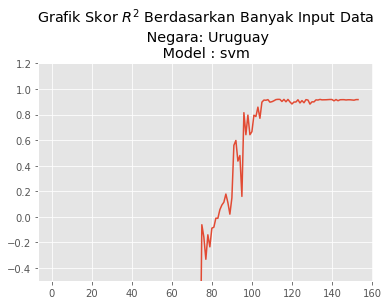 Grafik Skor R² Berdasarkan Banyak Input Data
Negara: Uruguay
Model : svm
1.2
1.0
0.8
0.6
0.4
0.2
0.0
−0.2
−0.4
0 20 40 60 80 100 120 140 160